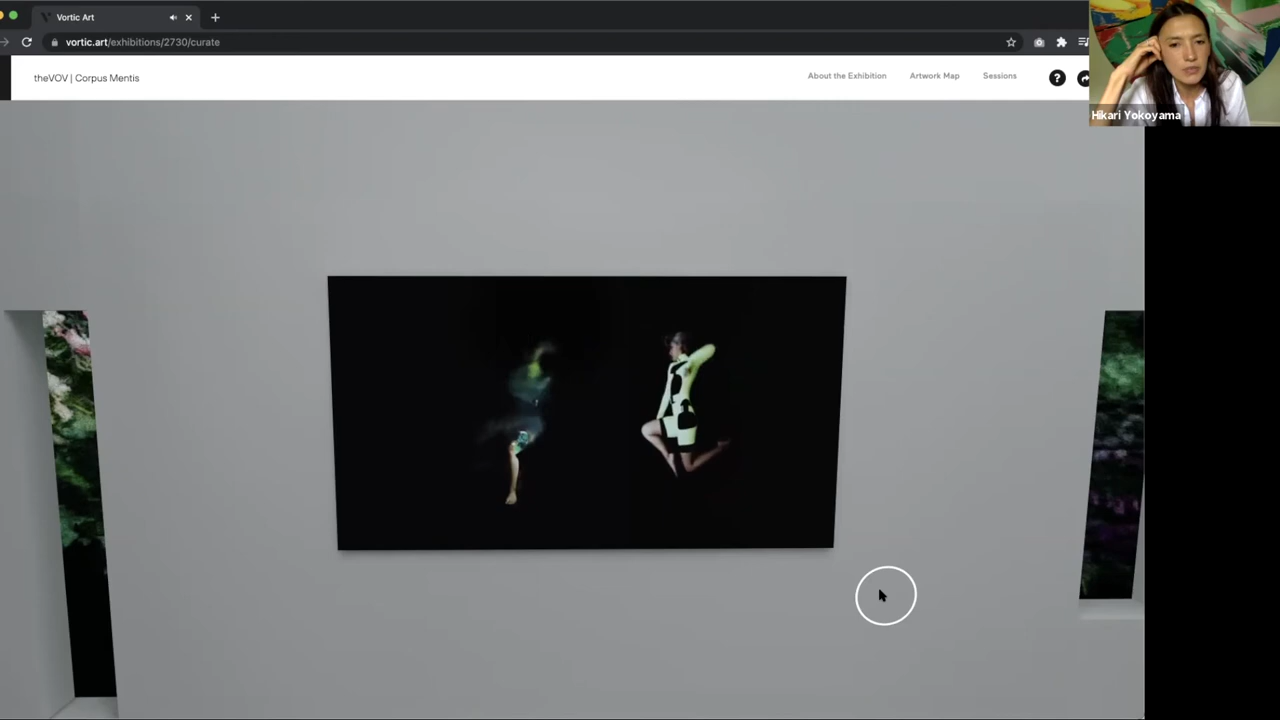 Vortic Art
vortic.art/exhibitions/2730/curate
theVOV | Corpus Mentis
About the Exhibition
Artwork Map
Sessions
?
Hikari Yokoyama